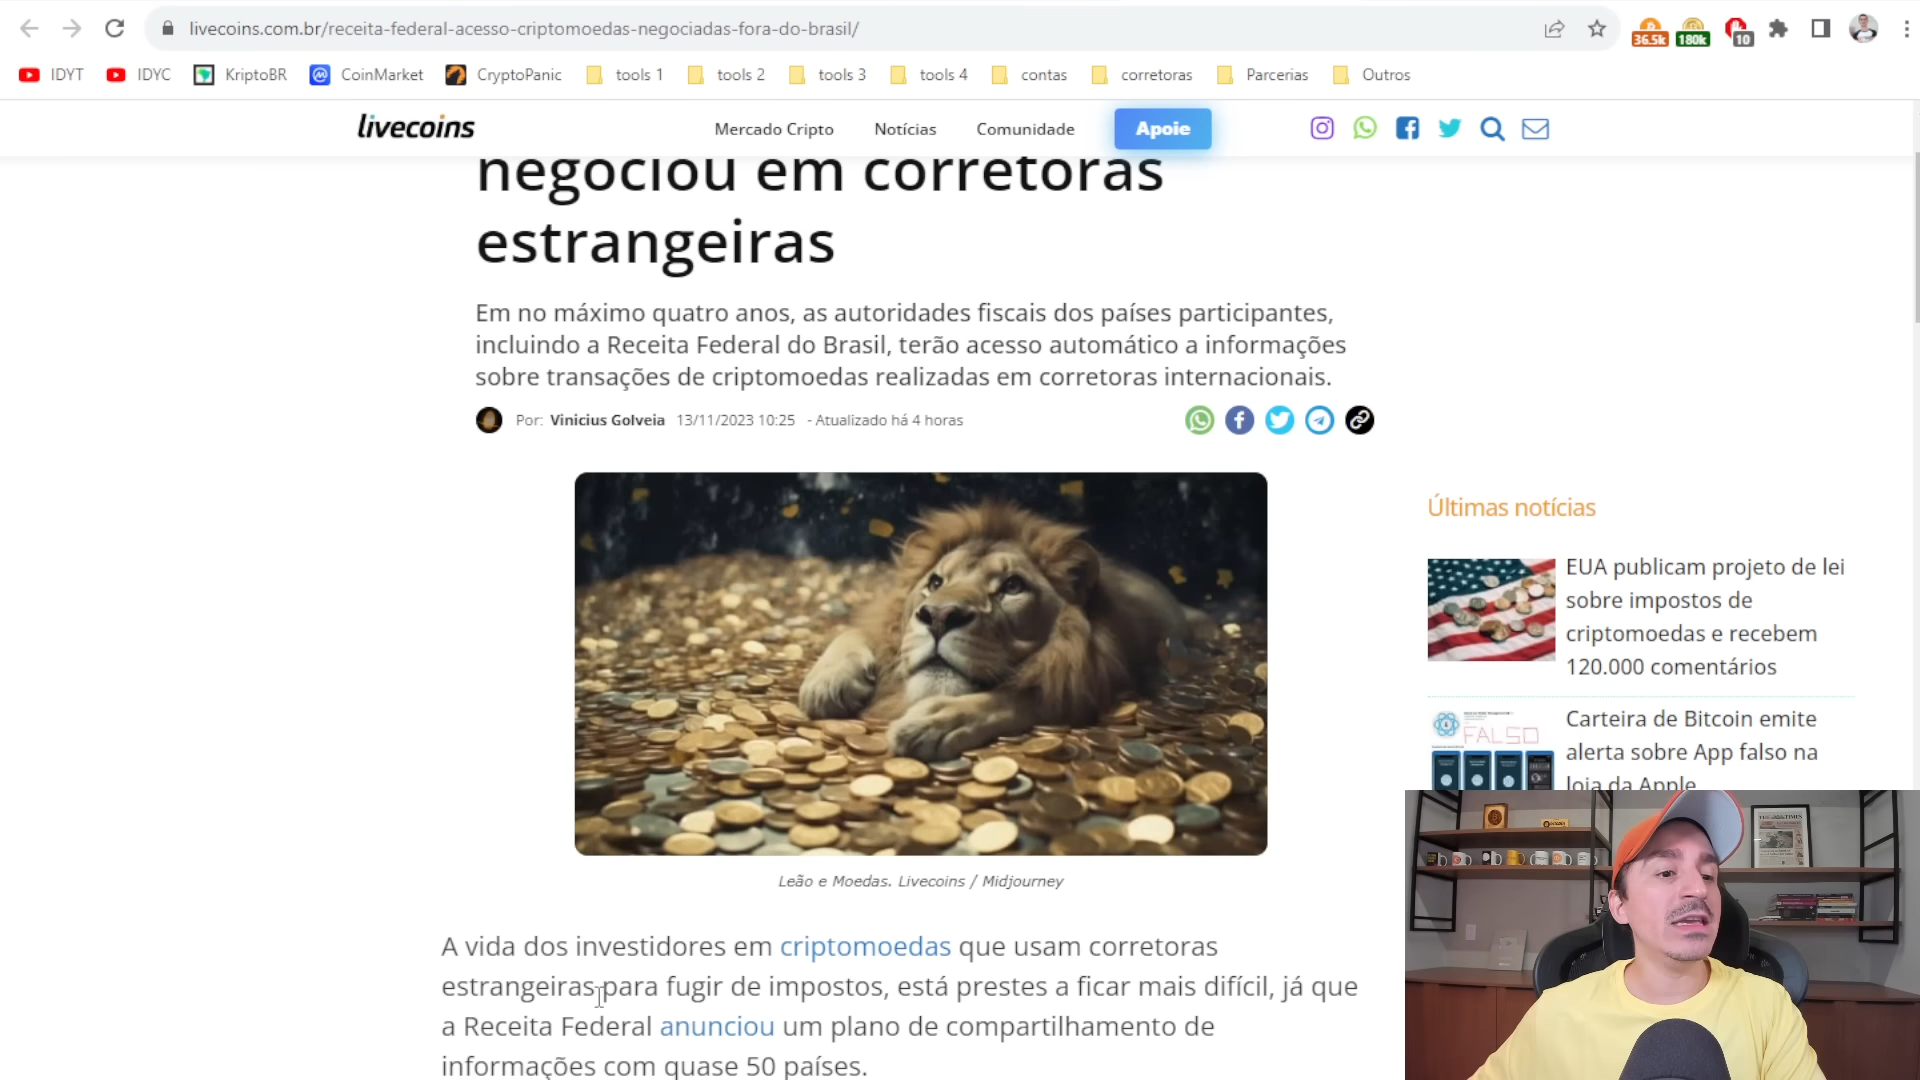 livecoins.com.br/receita-federal-acesso-criptomoedas-negociadas-fora-do-brasil/
36.5k
180k
10
IDYT
IDYC
KriptoBR
CoinMarket
CryptoPanic
tools 1
tools 2
tools 3
tools 4
contas
corretoras
Parcerias
Outros
livecoins
Mercado Cripto
Notícias
Comunidade
Apoie
negociou em corretoras
estrangeiras
Em no máximo quatro anos, as autoridades fiscais dos países participantes,
incluindo a Receita Federal do Brasil, terão acesso automático a informações
sobre transações de criptomoedas realizadas em corretoras internacionais.
Por: Vinicius Golveia 13/11/2023 10:25 - Atualizado há 4 horas
Leão e Moedas. Livecoins / Midjourney
A vida dos investidores em criptomoedas que usam corretoras
estrangeiras para fugir de impostos, está prestes a ficar mais difícil, já que
a Receita Federal anunciou um plano de compartilhamento de
informações com quase 50 países.
Últimas notícias
EUA publicam projeto de lei
sobre impostos de
criptomoedas e recebem
120.000 comentários
FALSO
Carteira de Bitcoin emite
alerta sobre App falso na
loja da Apple